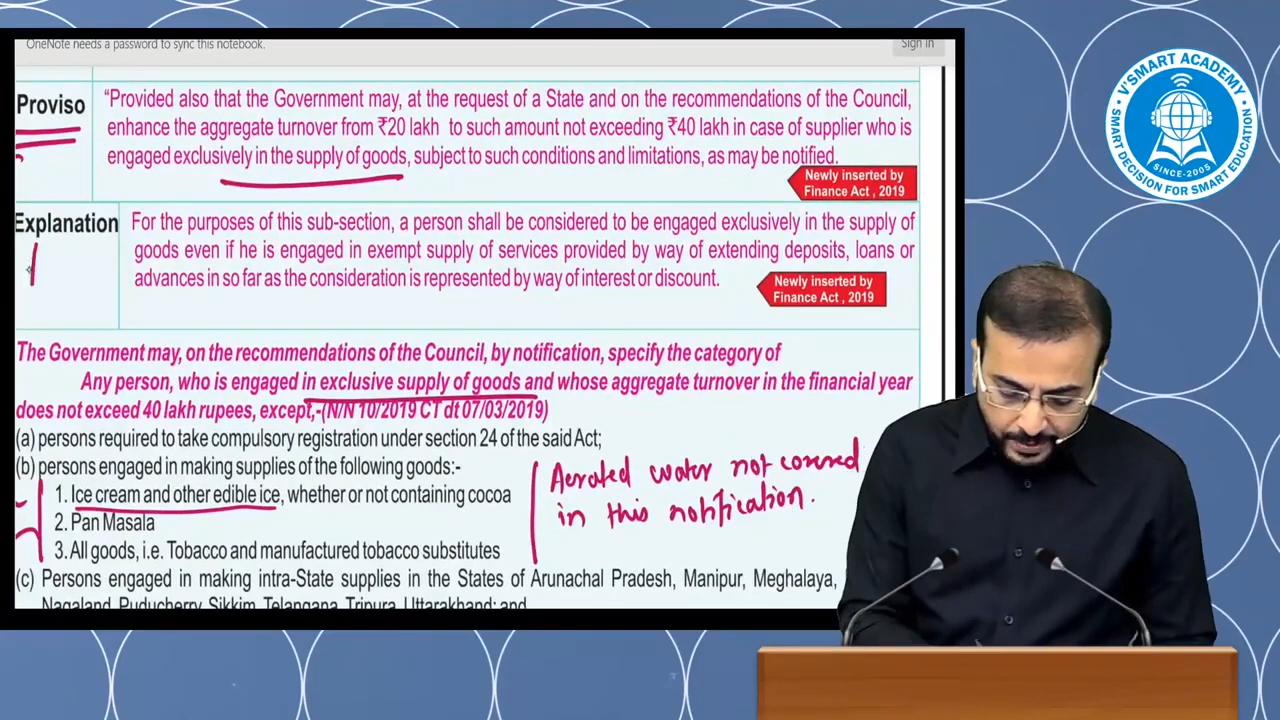 OneNote needs a password to sync this notebook.
Sign in
Proviso
“Provided also that the Government may, at the request of a State and on the recommendations of the Council,
enhance the aggregate turnover from ₹20 lakh to such amount not exceeding ₹40 lakh in case of supplier who is
engaged exclusively in the supply of goods, subject to such conditions and limitations, as may be notified.
Newly inserted by
Finance Act , 2019
Explanation
For the purposes of this sub-section, a person shall be considered to be engaged exclusively in the supply of
goods even if he is engaged in exempt supply of services provided by way of extending deposits, loans or
advances in so far as the consideration is represented by way of interest or discount.
Newly inserted by
Finance Act , 2019
The Government may, on the recommendations of the Council, by notification, specify the category of
Any person, who is engaged in exclusive supply of goods and whose aggregate turnover in the financial year
does not exceed 40 lakh rupees, except,-(N/N 10/2019 CT dt 07/03/2019)
(a) persons required to take compulsory registration under section 24 of the said Act;
(b) persons engaged in making supplies of the following goods:-
1. Ice cream and other edible ice, whether or not containing cocoa
2. Pan Masala
3. All goods, i.e. Tobacco and manufactured tobacco substitutes
Aerated water not covered
in this notification.
(c) Persons engaged in making intra-State supplies in the States of Arunachal Pradesh, Manipur, Meghalaya,
Nagaland, Puducherry, Sikkim, Telangana, Tripura, Uttarakhand; and
V'SMART ACADEMY
SINCE-2005
SMART DECISION FOR SMART EDUCATION